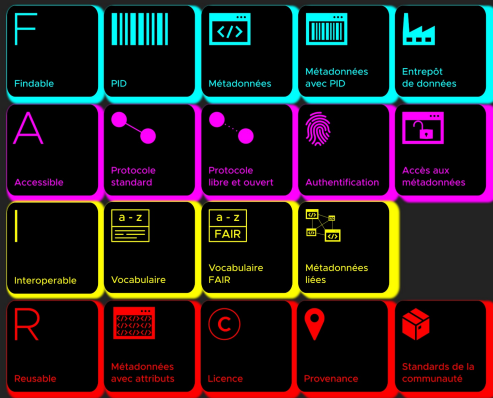 F
Findable
PID
</>
Métadonnées
Métadonnées
avec PID
Entrepôt
de données
A
Accessible
Protocole
standard
Protocole
libre et ouvert
Authentification
Accès aux
métadonnées
I
Interoperable
a - z
Vocabulaire
a - z
FAIR
Vocabulaire
FAIR
</>
</>
Métadonnées
liées
R
Reusable
Métadonnées
avec attributs
C
Licence
Provenance
Standards de la
communauté